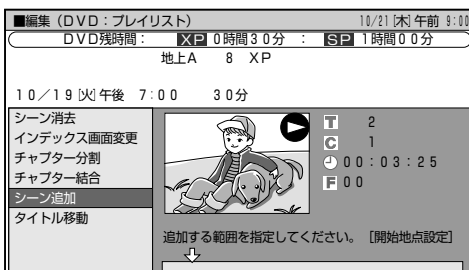 ■編集（DVD：プレイリスト） 10/21[木]午前 9:00
DVD残時間： XP 0時間30分 ： SP 1時間00分
地上A 8 XP
10／19[火]午後 7：00 30分
シーン消去
インデックス画面変更
チャプター分割
チャプター結合
シーン追加
タイトル移動
T 2
C 1
00：03：25
F 00
追加する範囲を指定してください。［開始地点設定］